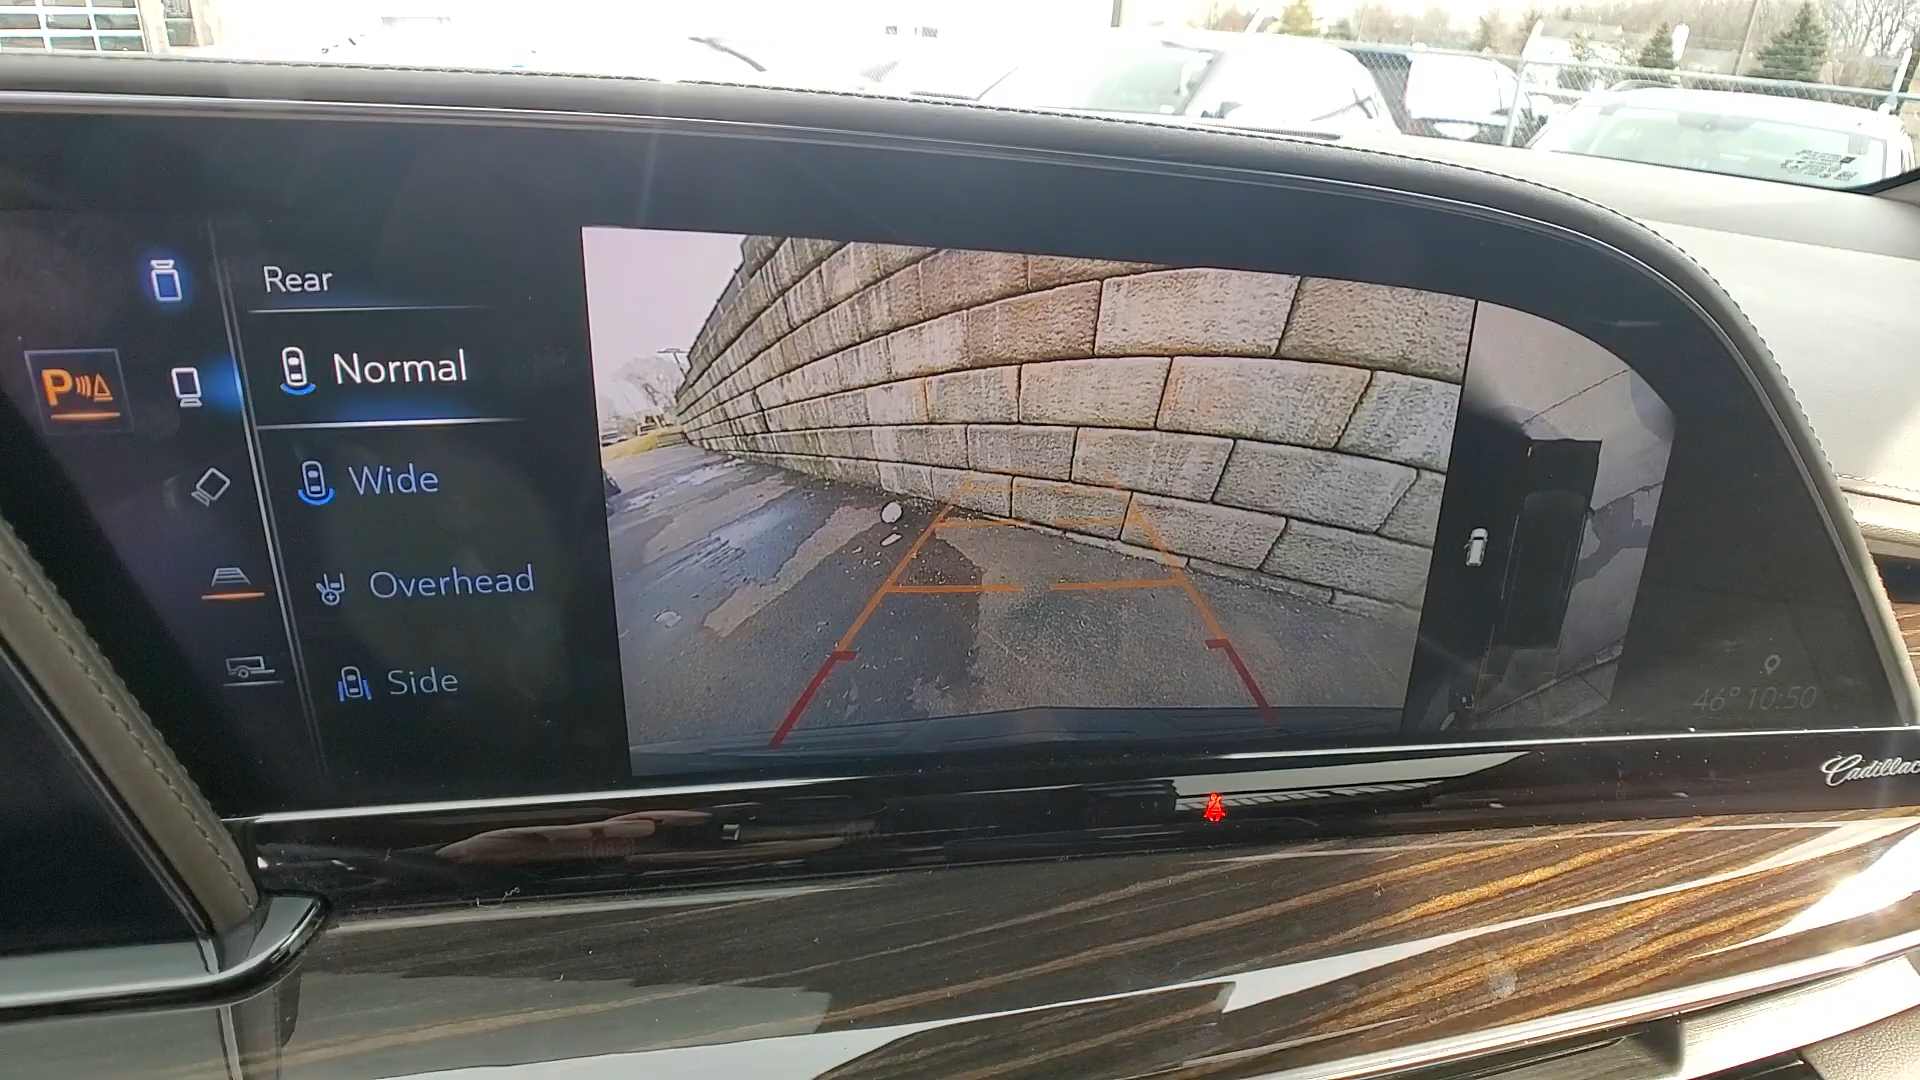 Rear
P
Normal
Wide
Overhead
Side
46° 10:50
Cadillac